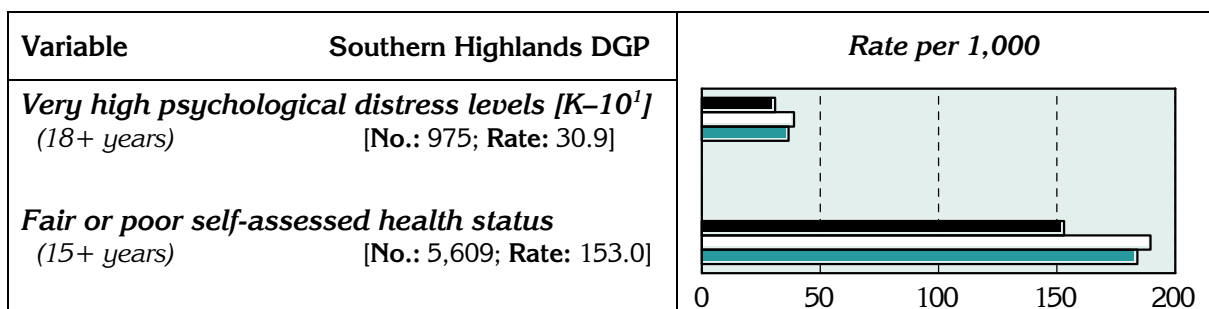 Variable Southern Highlands DGP Rate per 1,000
Very high psychological distress levels [K–10¹]
(18+ years) [No.: 975; Rate: 30.9]
Fair or poor self-assessed health status
(15+ years) [No.: 5,609; Rate: 153.0]
0 50 100 150 200